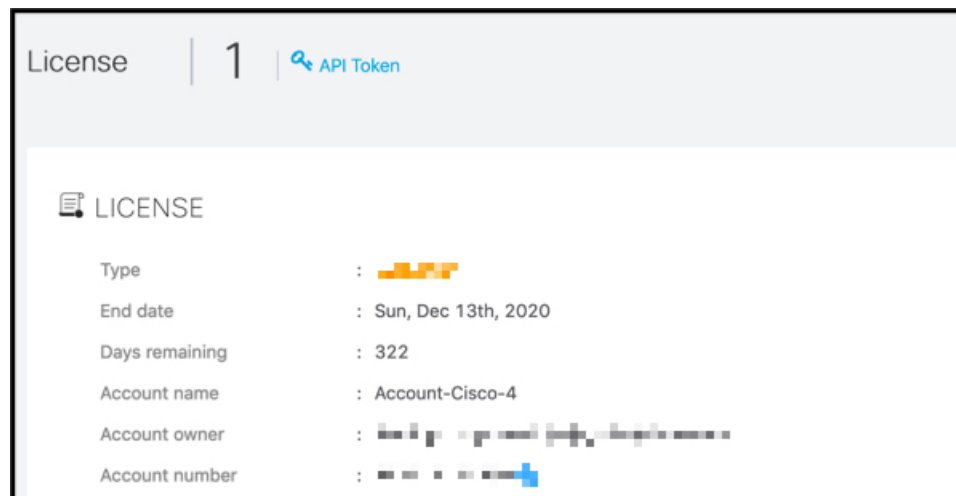 License 1 API Token
LICENSE
Type :
End date : Sun, Dec 13th, 2020
Days remaining : 322
Account name : Account-Cisco-4
Account owner :
Account number :